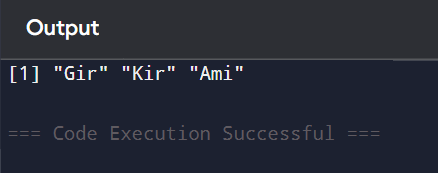 Output
[1] "Gir" "Kir" "Ami"
=== Code Execution Successful ===